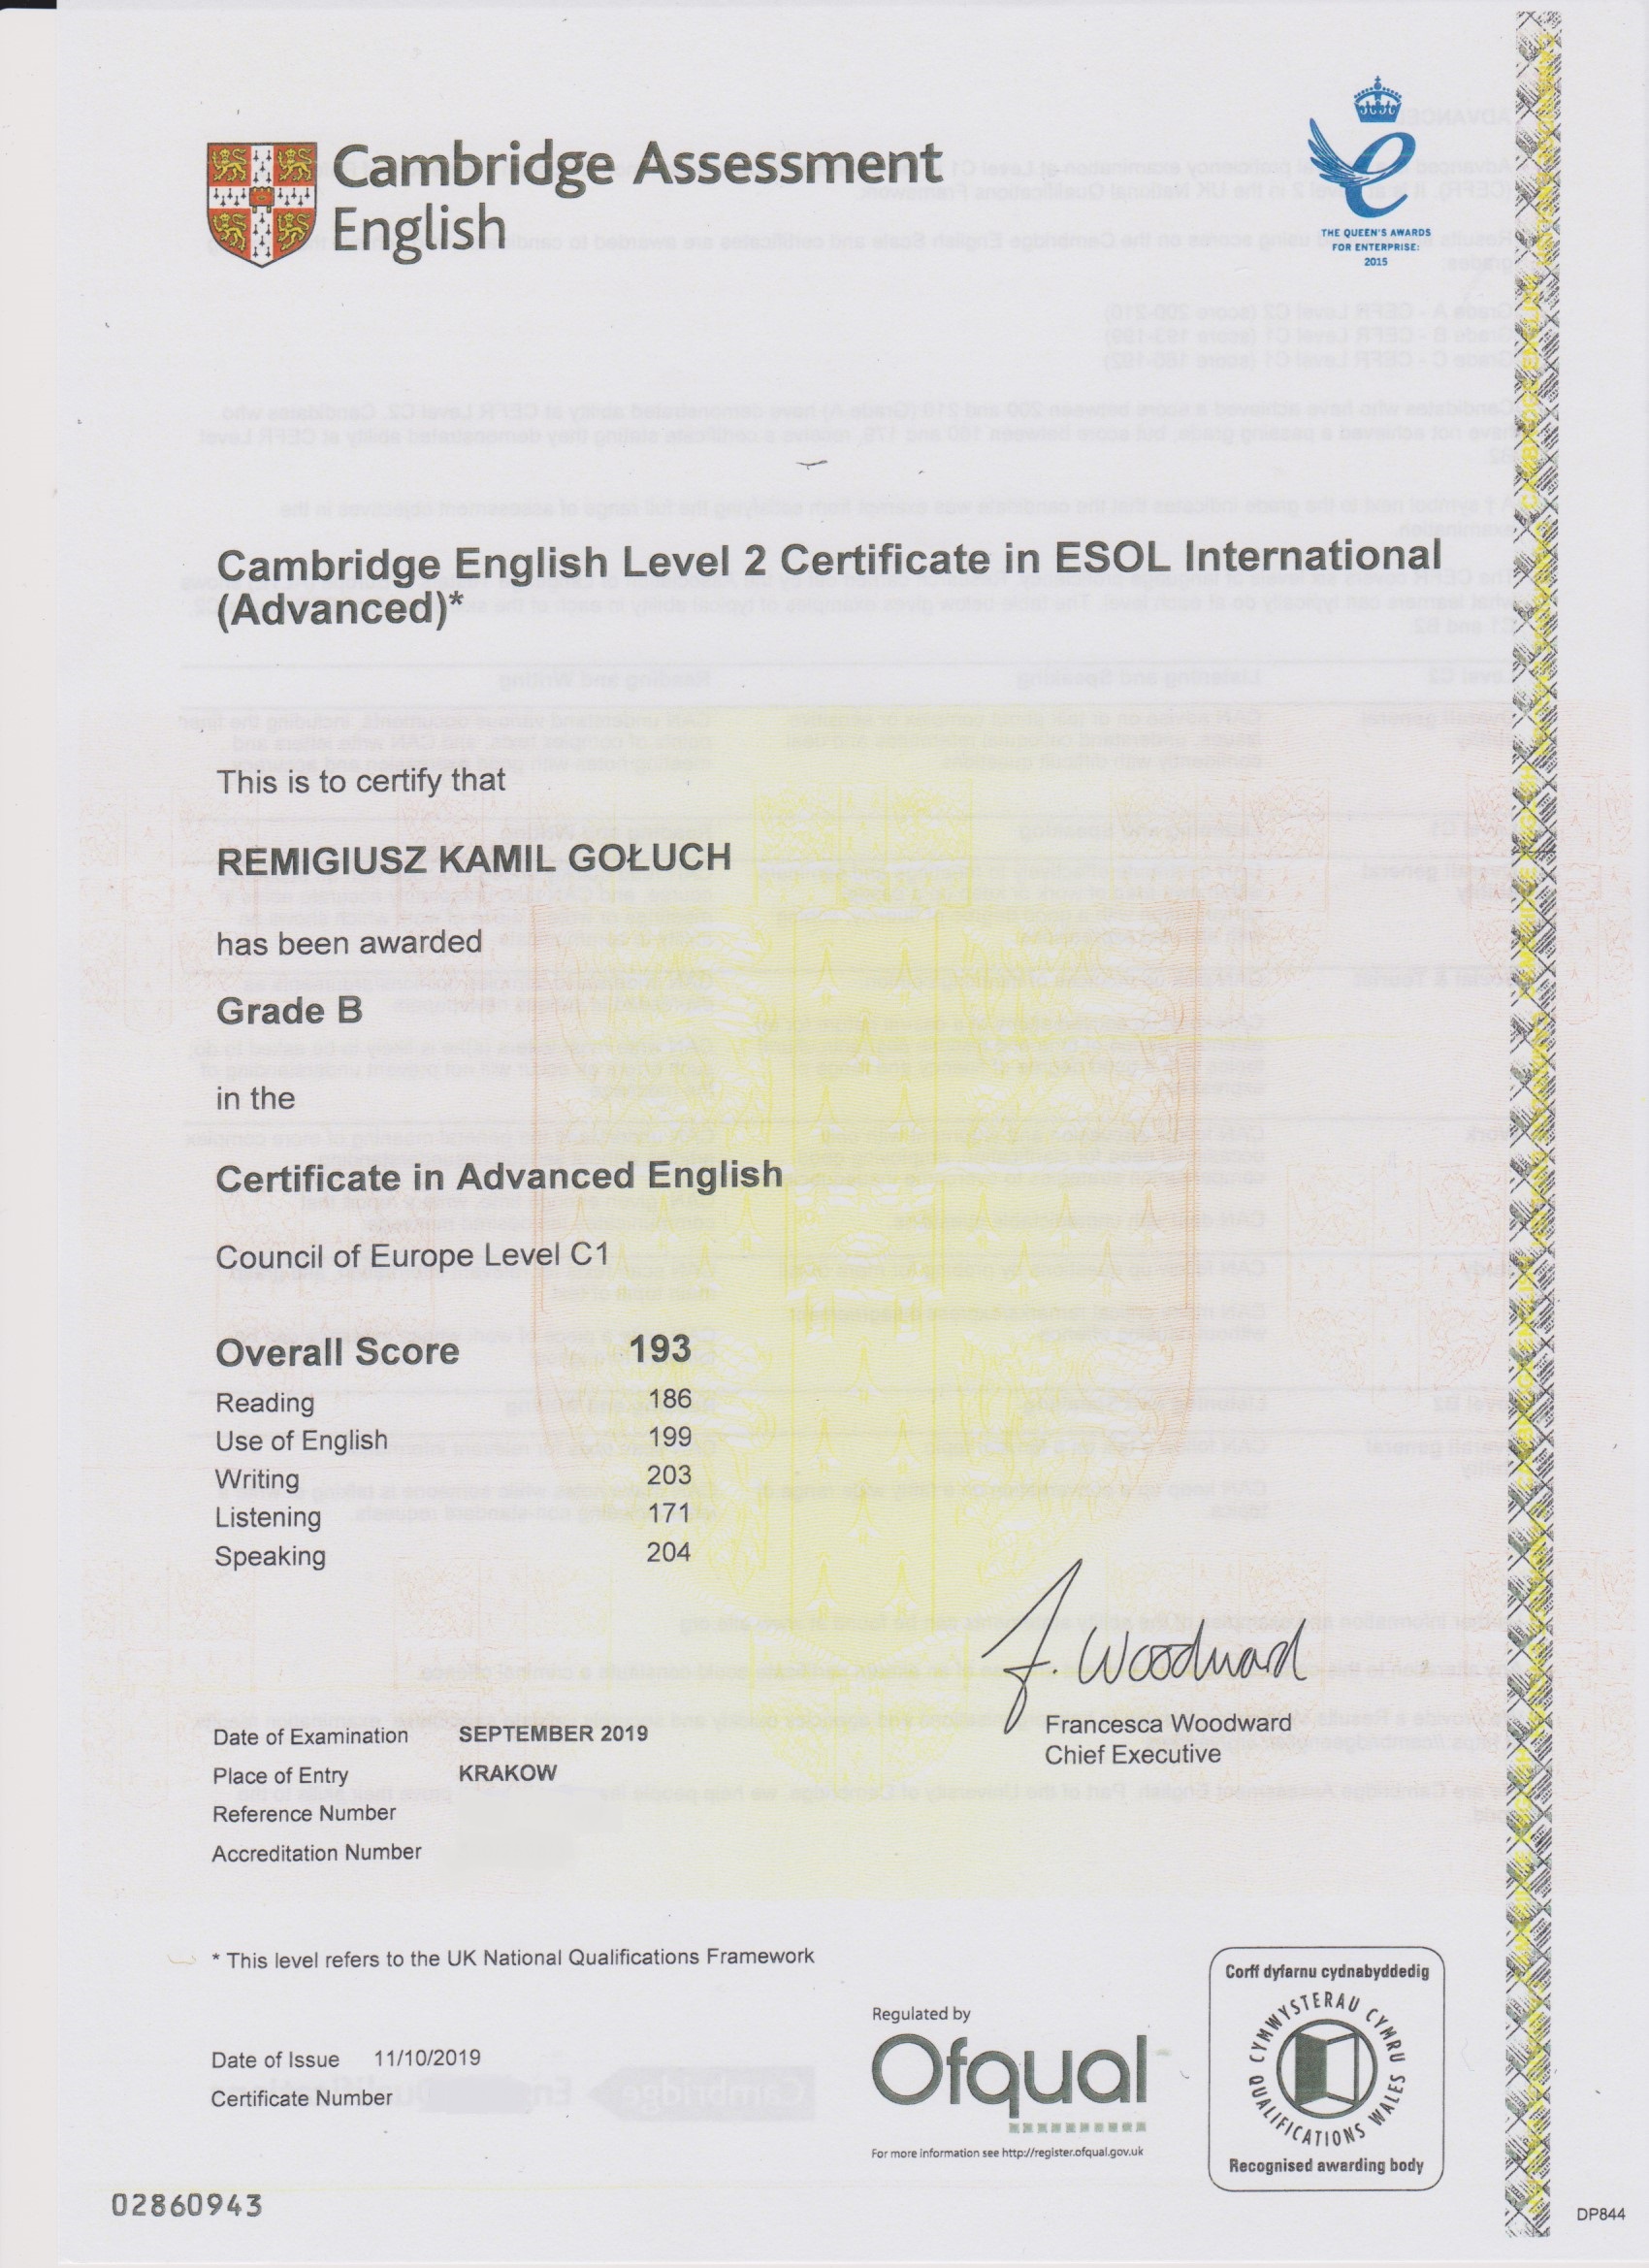 Cambridge Assessment
English
THE QUEEN'S AWARDS
FOR ENTERPRISE:
2015
Cambridge English Level 2 Certificate in ESOL International
(Advanced)*
This is to certify that
REMIGIUSZ KAMIL GOŁUCH
has been awarded
Grade B
in the
Certificate in Advanced English
Council of Europe Level C1
Overall Score 193
Reading 186
Use of English 199
Writing 203
Listening 171
Speaking 204
F. Woodward
Francesca Woodward
Chief Executive
Date of Examination SEPTEMBER 2019
Place of Entry KRAKOW
Reference Number
Accreditation Number
* This level refers to the UK National Qualifications Framework
Date of Issue 11/10/2019
Certificate Number
Regulated by
Ofqual
For more information see http://register.ofqual.gov.uk
Corff dyfarnu cydnabyddedig
CYMWYSTERAU CYMRU
QUALIFICATIONS WALES
Recognised awarding body
02860943
DP844